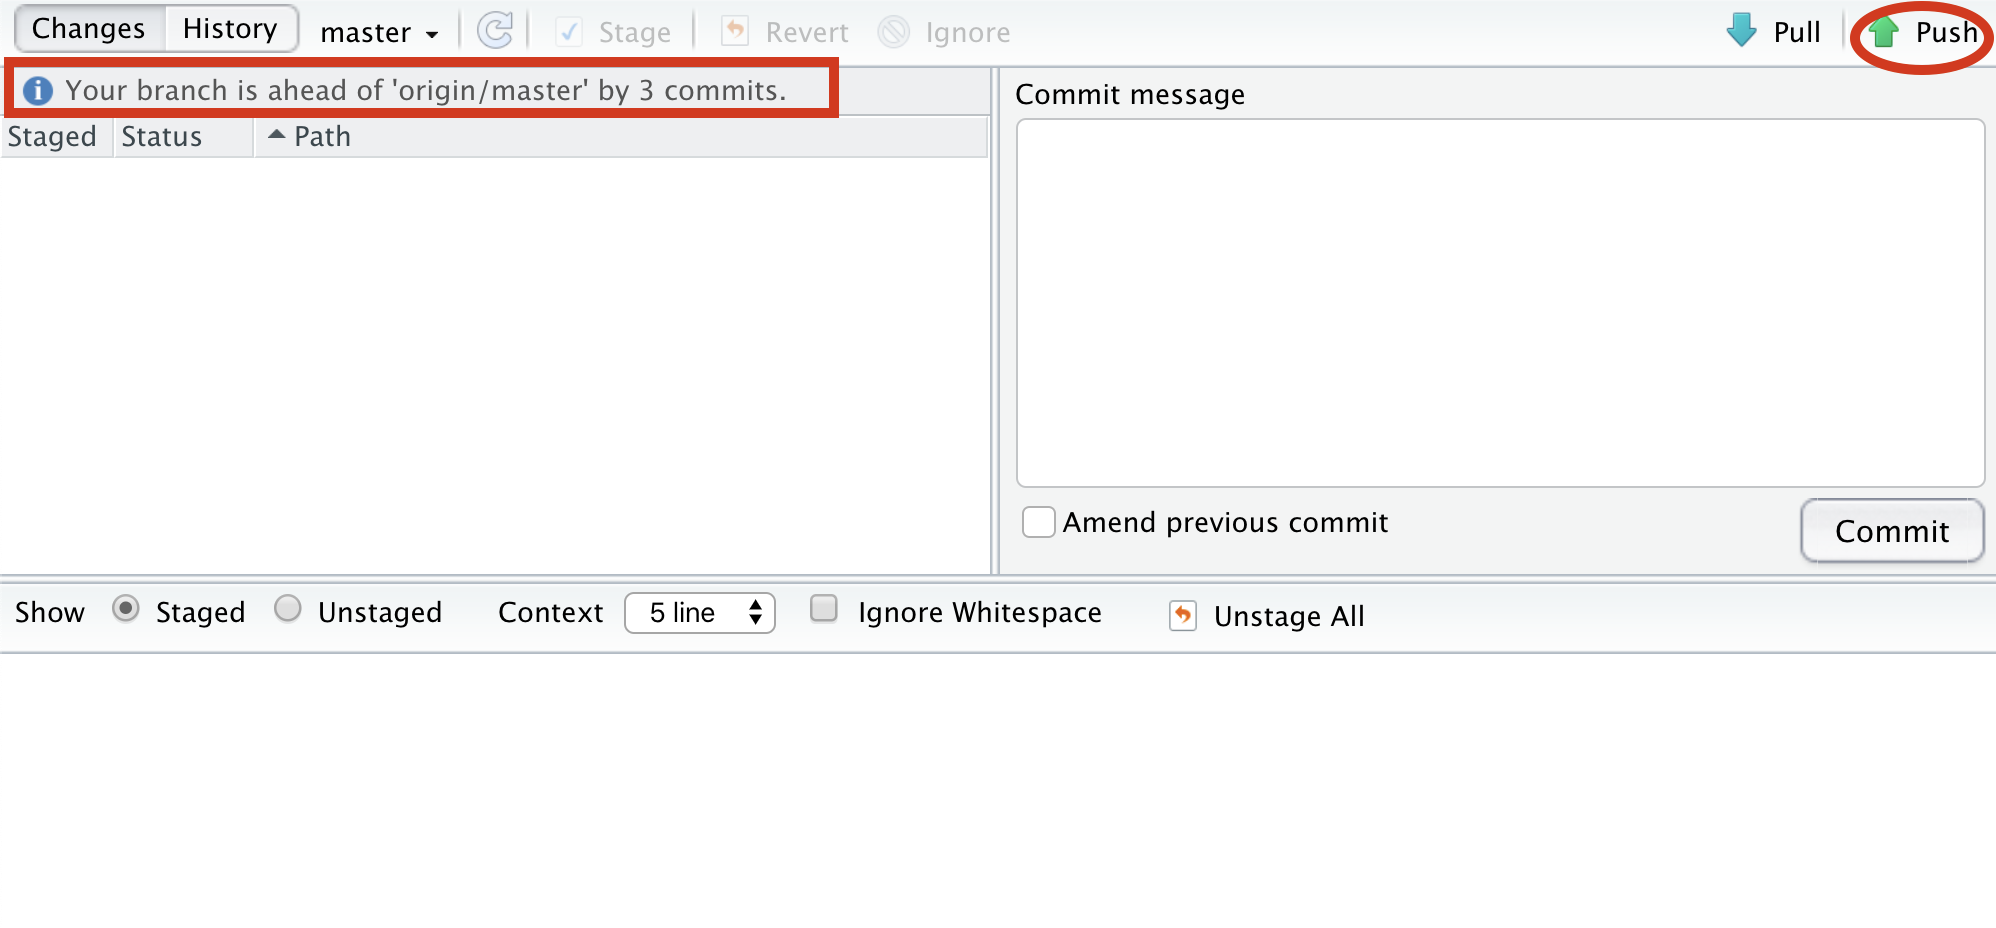 Changes History master Stage Revert Ignore Pull Push
Your branch is ahead of 'origin/master' by 3 commits.
Staged Status Path
Commit message
Amend previous commit
Commit
Show Staged Unstaged Context 5 line Ignore Whitespace Unstage All